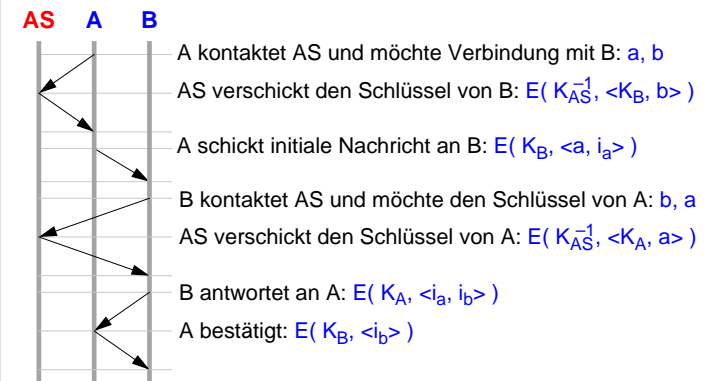 AS A B
A kontaktet AS und möchte Verbindung mit B: a, b
AS verschickt den Schlüssel von B: E( K_AS^−1, <K_B, b> )
A schickt initiale Nachricht an B: E( K_B, <a, i_a> )
B kontaktet AS und möchte den Schlüssel von A: b, a
AS verschickt den Schlüssel von A: E( K_AS^−1, <K_A, a> )
B antwortet an A: E( K_A, <i_a, i_b> )
A bestätigt: E( K_B, <i_b> )